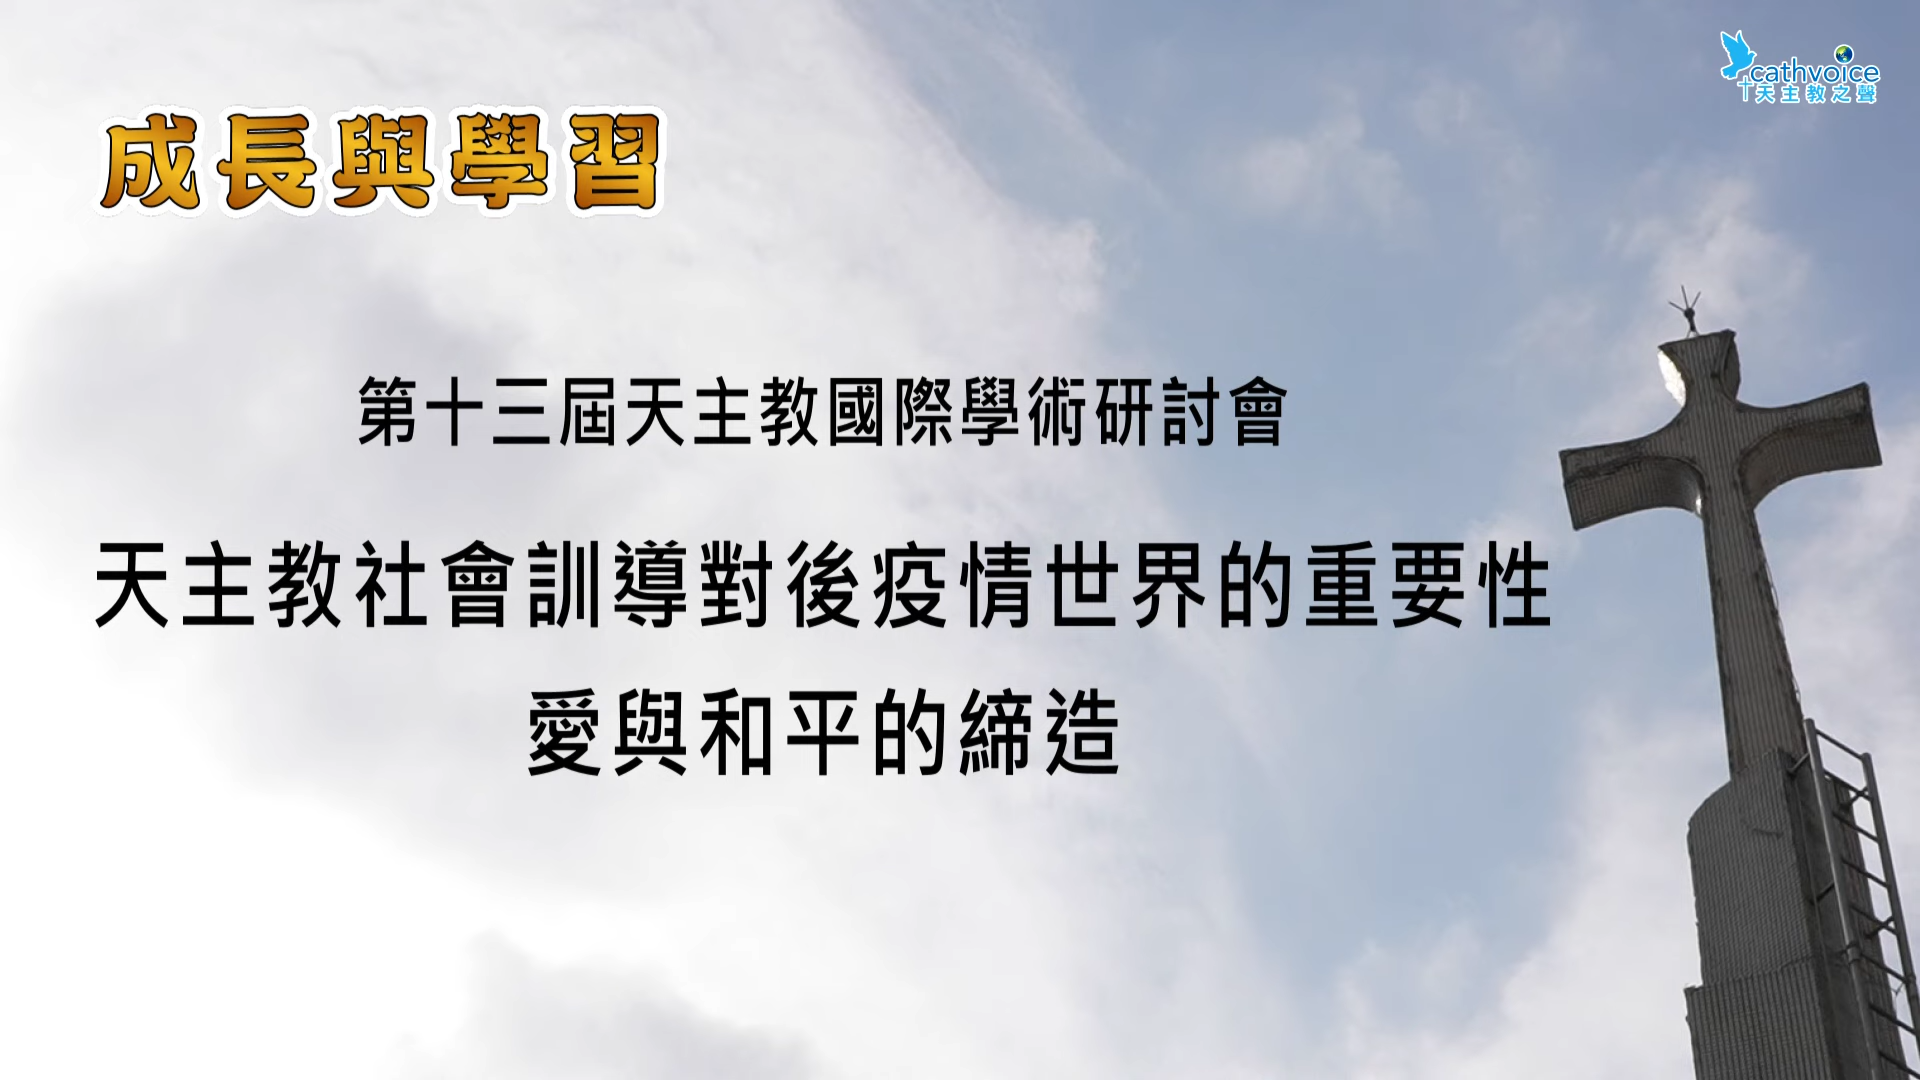 cathvoice
天主教之聲
成長與學習
第十三屆天主教國際學術研討會
天主教社會訓導對後疫情世界的重要性
愛與和平的締造